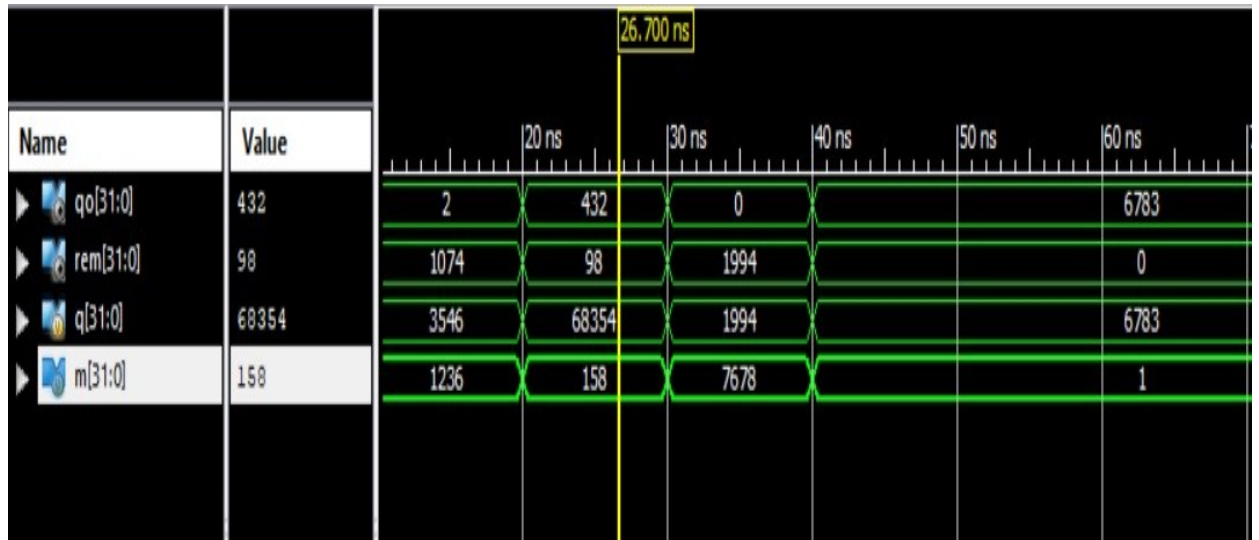 26.700 ns
Name Value 20 ns 30 ns 40 ns 50 ns 60 ns
qo[31:0] 432 2 432 0 6783
rem[31:0] 98 1074 98 1994 0
q[31:0] 68354 3546 68354 1994 6783
m[31:0] 158 1236 158 7678 1